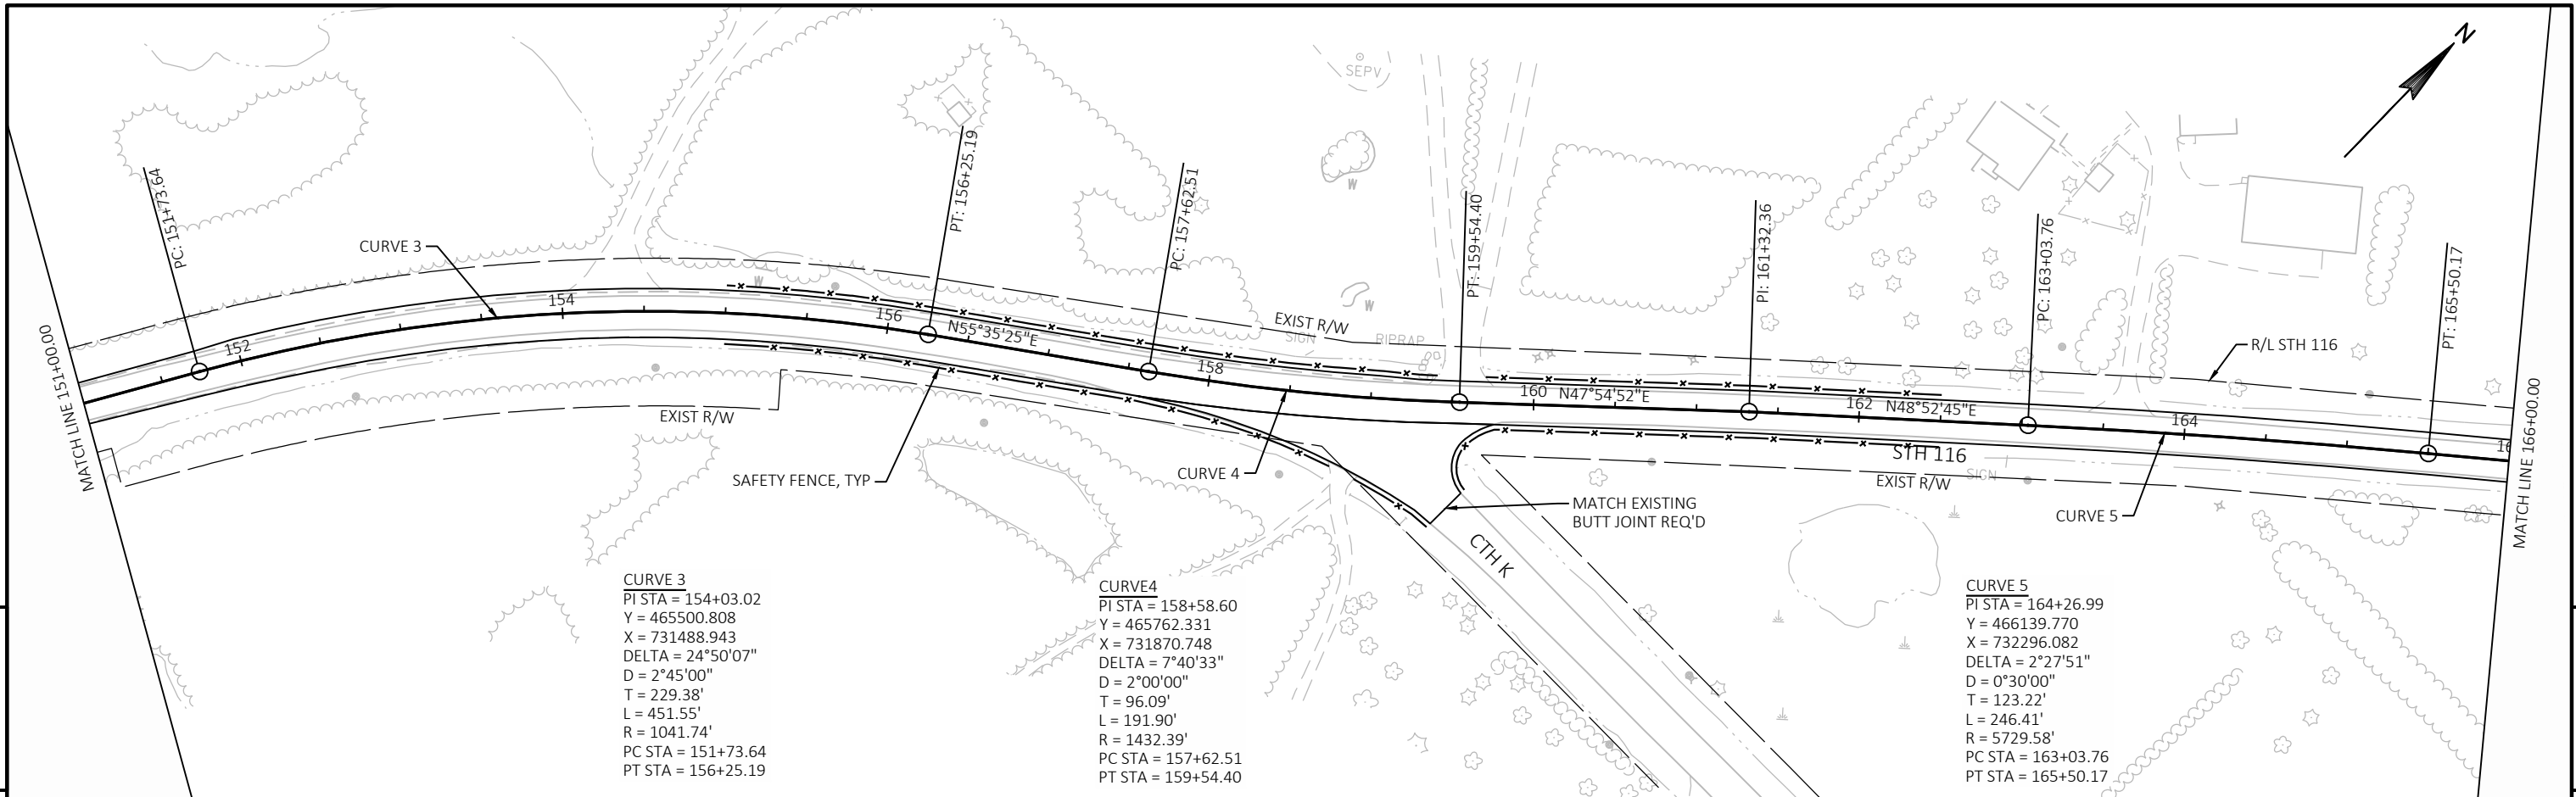 N
SEPV
PC: 151+73.64
PT: 156+25.19
PC: 157+62.51
PT: 159+54.40
PI: 161+32.36
PC: 163+03.76
PT: 165+50.17
CURVE 3
W
W
W
EXIST R/W
SIGN
RIPRAP
R/L STH 116
152
154
156
158
160
162
164
N55°35'25"E
N47°54'52"E
N48°52'45"E
MATCH LINE 151+00.00
MATCH LINE 166+00.00
EXIST R/W
SAFETY FENCE, TYP
CURVE 4
STH 116
SIGN
EXIST R/W
MATCH EXISTING
BUTT JOINT REQ'D
CURVE 5
CTH K
CURVE 3
PI STA = 154+03.02
Y = 465500.808
X = 731488.943
DELTA = 24°50'07"
D = 2°45'00"
T = 229.38'
L = 451.55'
R = 1041.74'
PC STA = 151+73.64
PT STA = 156+25.19
CURVE4
PI STA = 158+58.60
Y = 465762.331
X = 731870.748
DELTA = 7°40'33"
D = 2°00'00"
T = 96.09'
L = 191.90'
R = 1432.39'
PC STA = 157+62.51
PT STA = 159+54.40
CURVE 5
PI STA = 164+26.99
Y = 466139.770
X = 732296.082
DELTA = 2°27'51"
D = 0°30'00"
T = 123.22'
L = 246.41'
R = 5729.58'
PC STA = 163+03.76
PT STA = 165+50.17